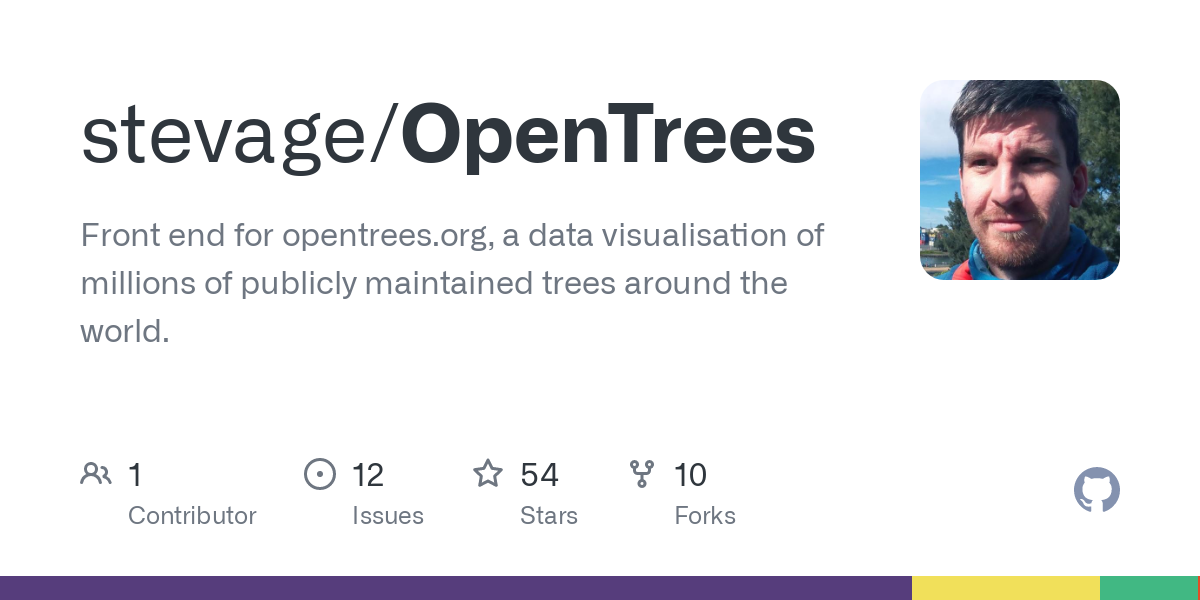 stevage/OpenTrees
Front end for opentrees.org, a data visualisation of
millions of publicly maintained trees around the
world.
1
Contributor
12
Issues
54
Stars
10
Forks